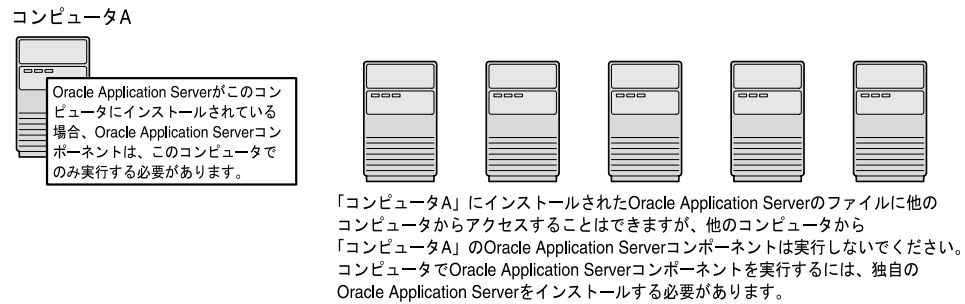 コンピュータA
Oracle Application Serverがこのコン
ピュータにインストールされている
場合、Oracle Application Serverコン
ポーネントは、このコンピュータで
のみ実行する必要があります。
「コンピュータA」にインストールされたOracle Application Serverのファイルに他の
コンピュータからアクセスすることはできますが、他のコンピュータから
「コンピュータA」のOracle Application Serverコンポーネントは実行しないでください。
コンピュータでOracle Application Serverコンポーネントを実行するには、独自の
Oracle Application Serverをインストールする必要があります。